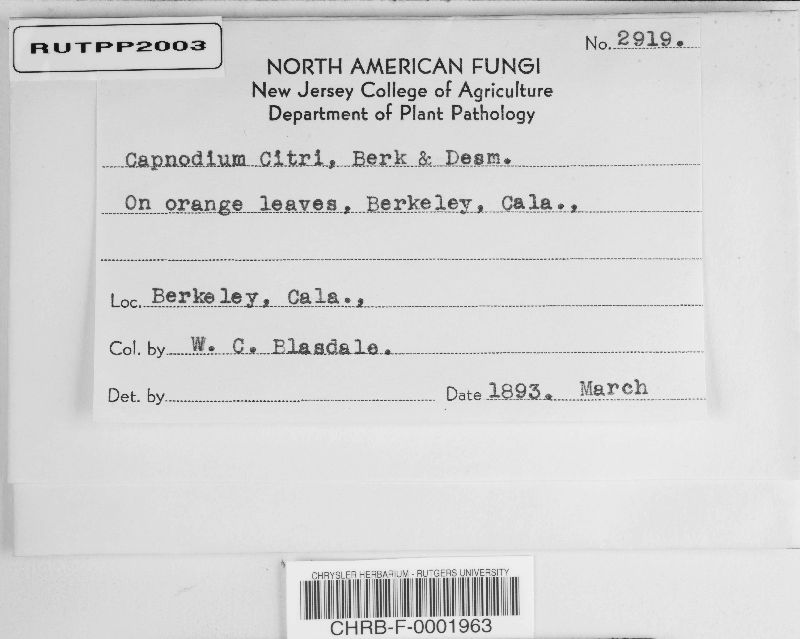 RUTPP2003
No. 2919.
NORTH AMERICAN FUNGI
New Jersey College of Agriculture
Department of Plant Pathology
Capnodium Citri, Berk & Desm.
On orange leaves, Berkeley, Cala.,
Loc. Berkeley, Cala.,
Col. by W. C. Blasdale.
Det. by
Date 1893. March
CHRYSLER HERBARIUM - RUTGERS UNIVERSITY
CHRB-F-0001963